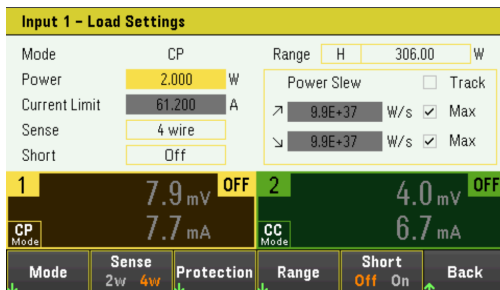 Input 1 – Load Settings
Mode CP Range H 306.00 W
Power 2.000 W Power Slew Track
Current Limit 61.200 A 9.9E+37 W/s Max
Sense 4 wire 9.9E+37 W/s Max
Short Off
1 7.9 mV OFF 2 4.0 mV OFF
CP Mode 7.7 mA CC Mode 6.7 mA
Mode Sense 2w 4w Protection Range Short Off On Back